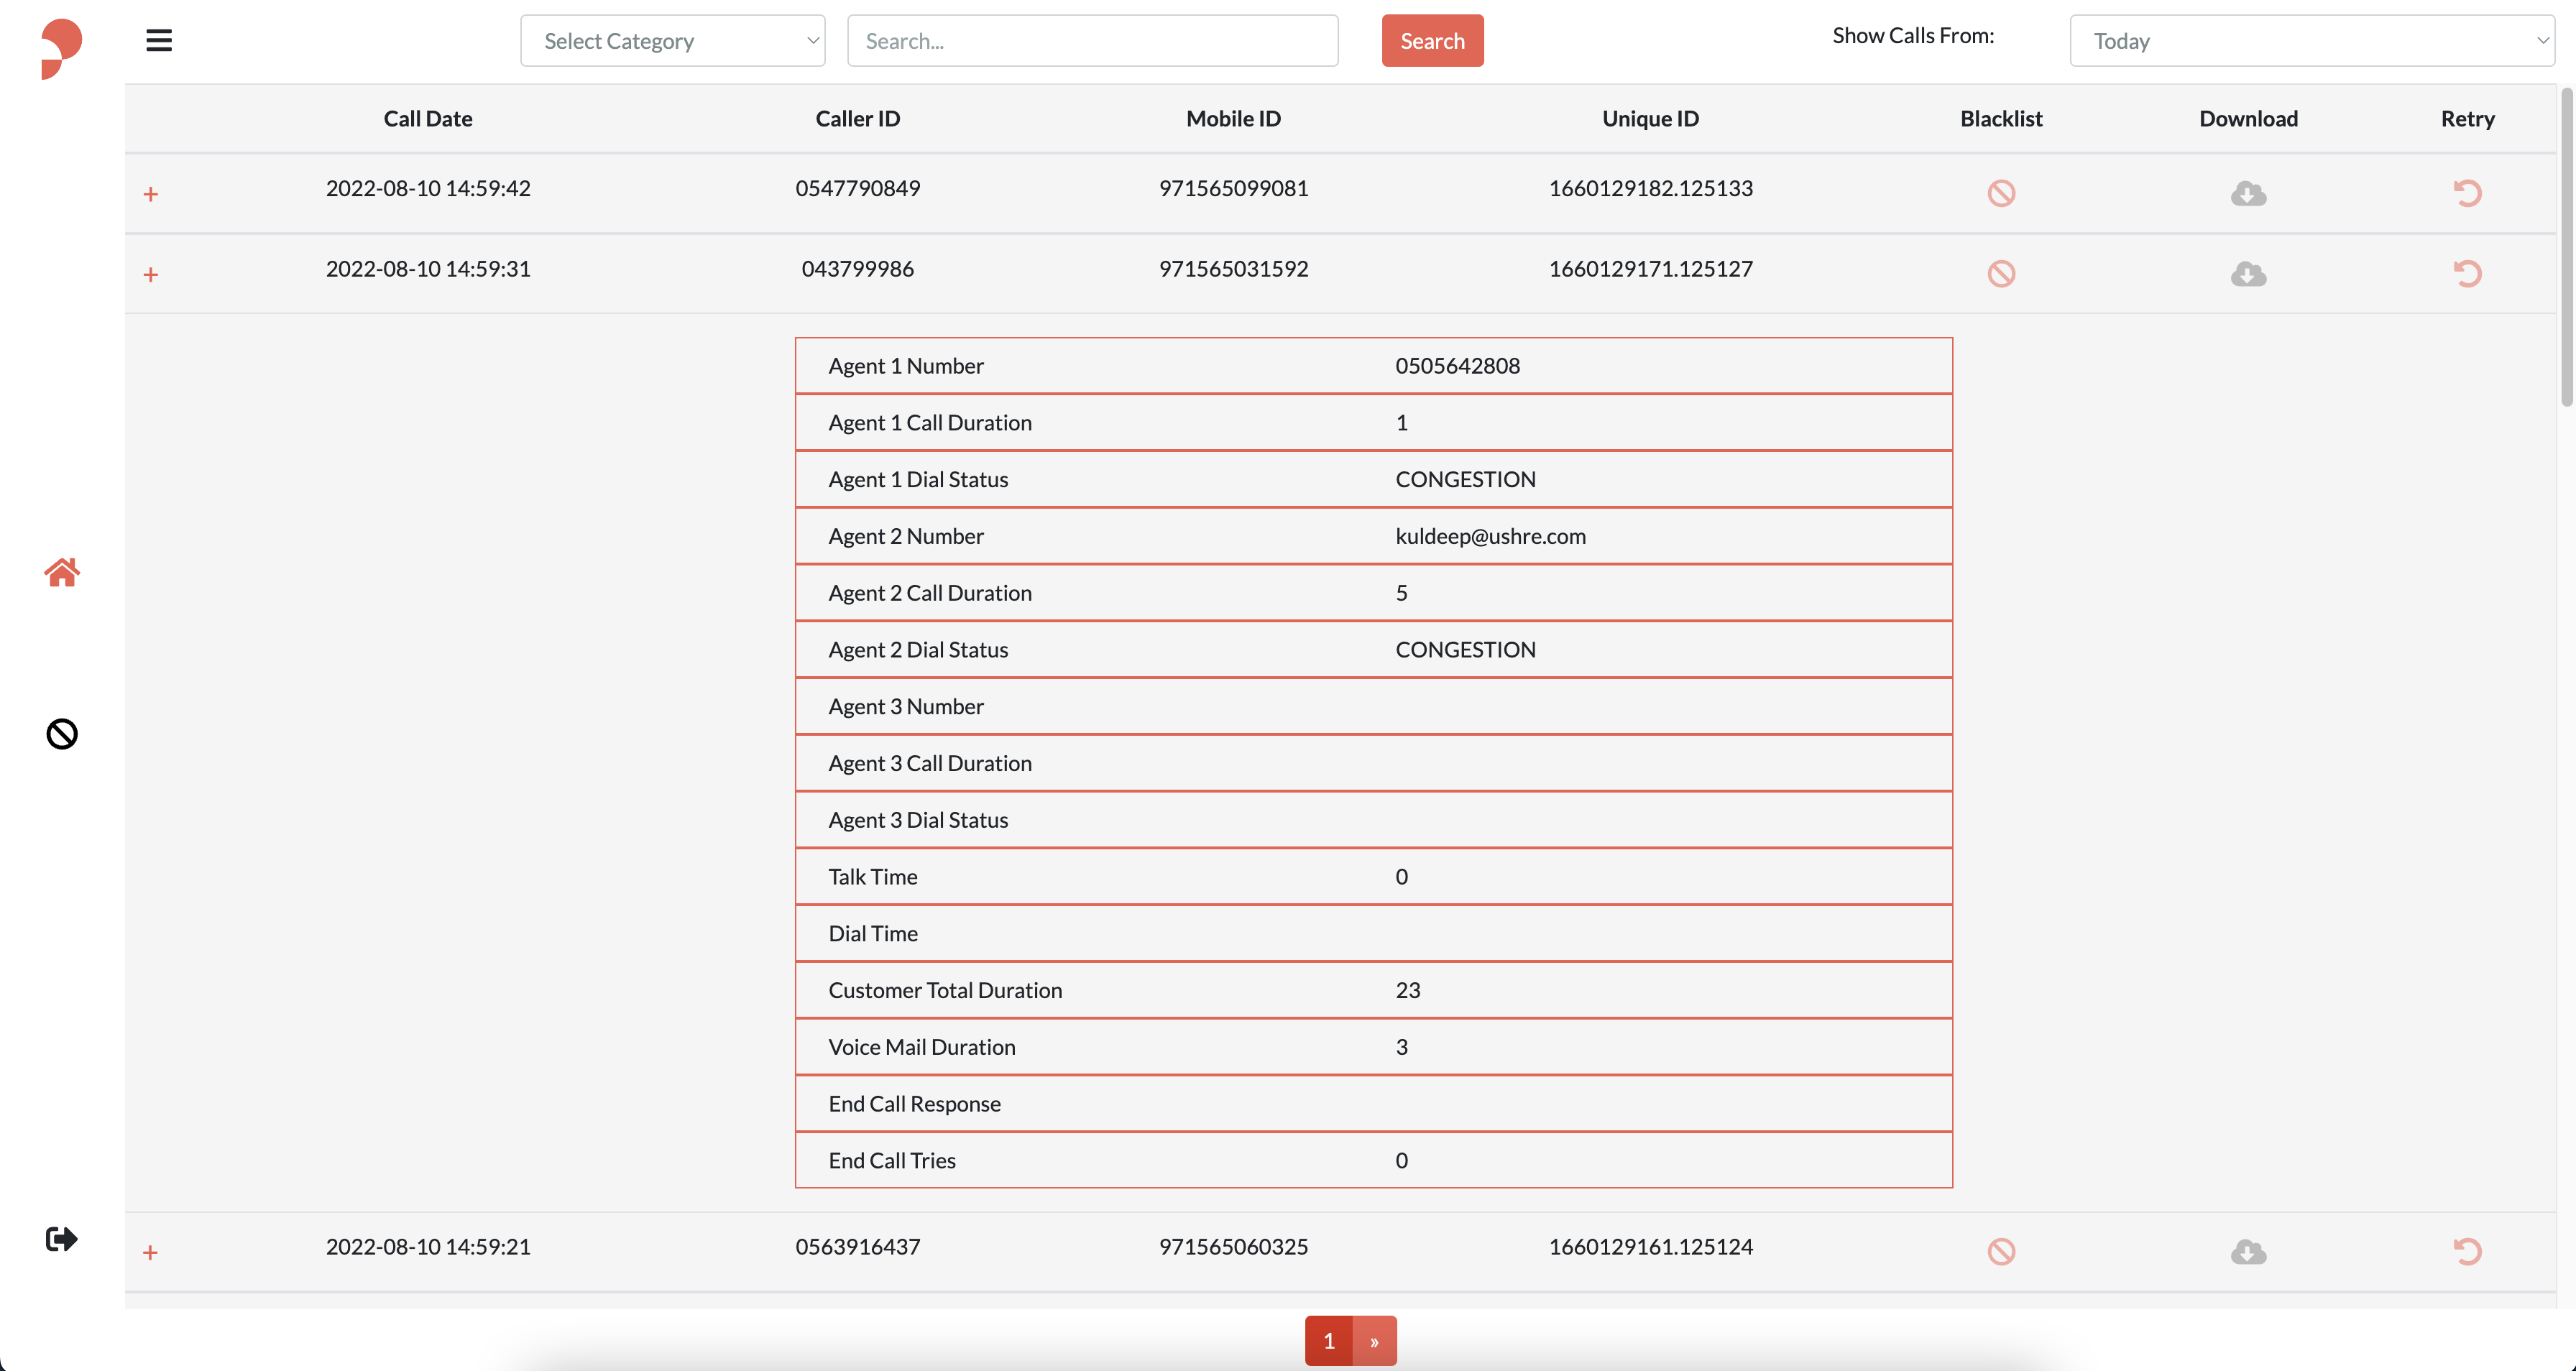 Select Category Search... Search Show Calls From: Today
Call Date Caller ID Mobile ID Unique ID Blacklist Download Retry
+ 2022-08-10 14:59:42 0547790849 971565099081 1660129182.125133
+ 2022-08-10 14:59:31 043799986 971565031592 1660129171.125127
Agent 1 Number 0505642808
Agent 1 Call Duration 1
Agent 1 Dial Status CONGESTION
Agent 2 Number kuldeep@ushre.com
Agent 2 Call Duration 5
Agent 2 Dial Status CONGESTION
Agent 3 Number
Agent 3 Call Duration
Agent 3 Dial Status
Talk Time 0
Dial Time
Customer Total Duration 23
Voice Mail Duration 3
End Call Response
End Call Tries 0
+ 2022-08-10 14:59:21 0563916437 971565060325 1660129161.125124
1 »